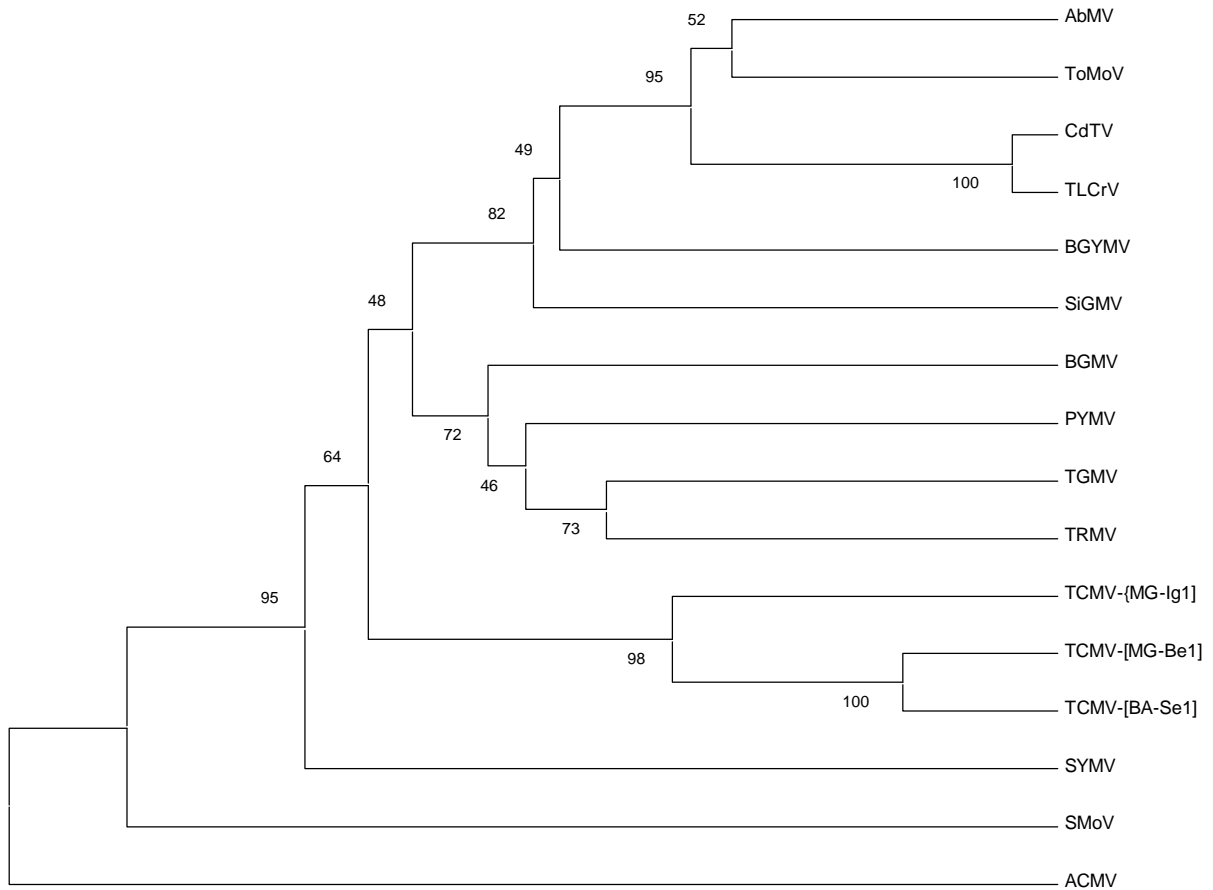 52
AbMV
95
ToMoV
49
CdTV
100
TLCrV
82
BGYMV
48
SiGMV
BGMV
72
PYMV
64
46
TGMV
73
TRMV
95
TCMV-{MG-Ig1]
98
TCMV-[MG-Be1]
100
TCMV-[BA-Se1]
SYMV
SMoV
ACMV